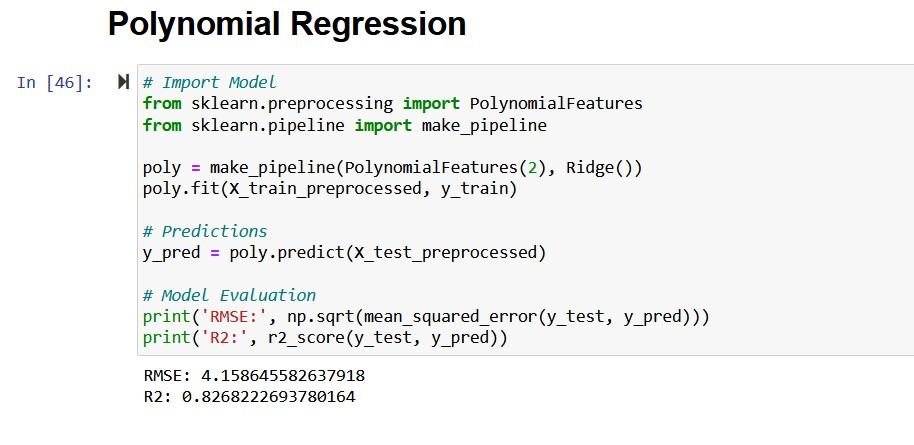 Polynomial Regression
In [46]:
# Import Model
from sklearn.preprocessing import PolynomialFeatures
from sklearn.pipeline import make_pipeline
poly = make_pipeline(PolynomialFeatures(2), Ridge())
poly.fit(X_train_preprocessed, y_train)
# Predictions
y_pred = poly.predict(X_test_preprocessed)
# Model Evaluation
print('RMSE:', np.sqrt(mean_squared_error(y_test, y_pred)))
print('R2:', r2_score(y_test, y_pred))
RMSE: 4.158645582637918
R2: 0.8268222693780164